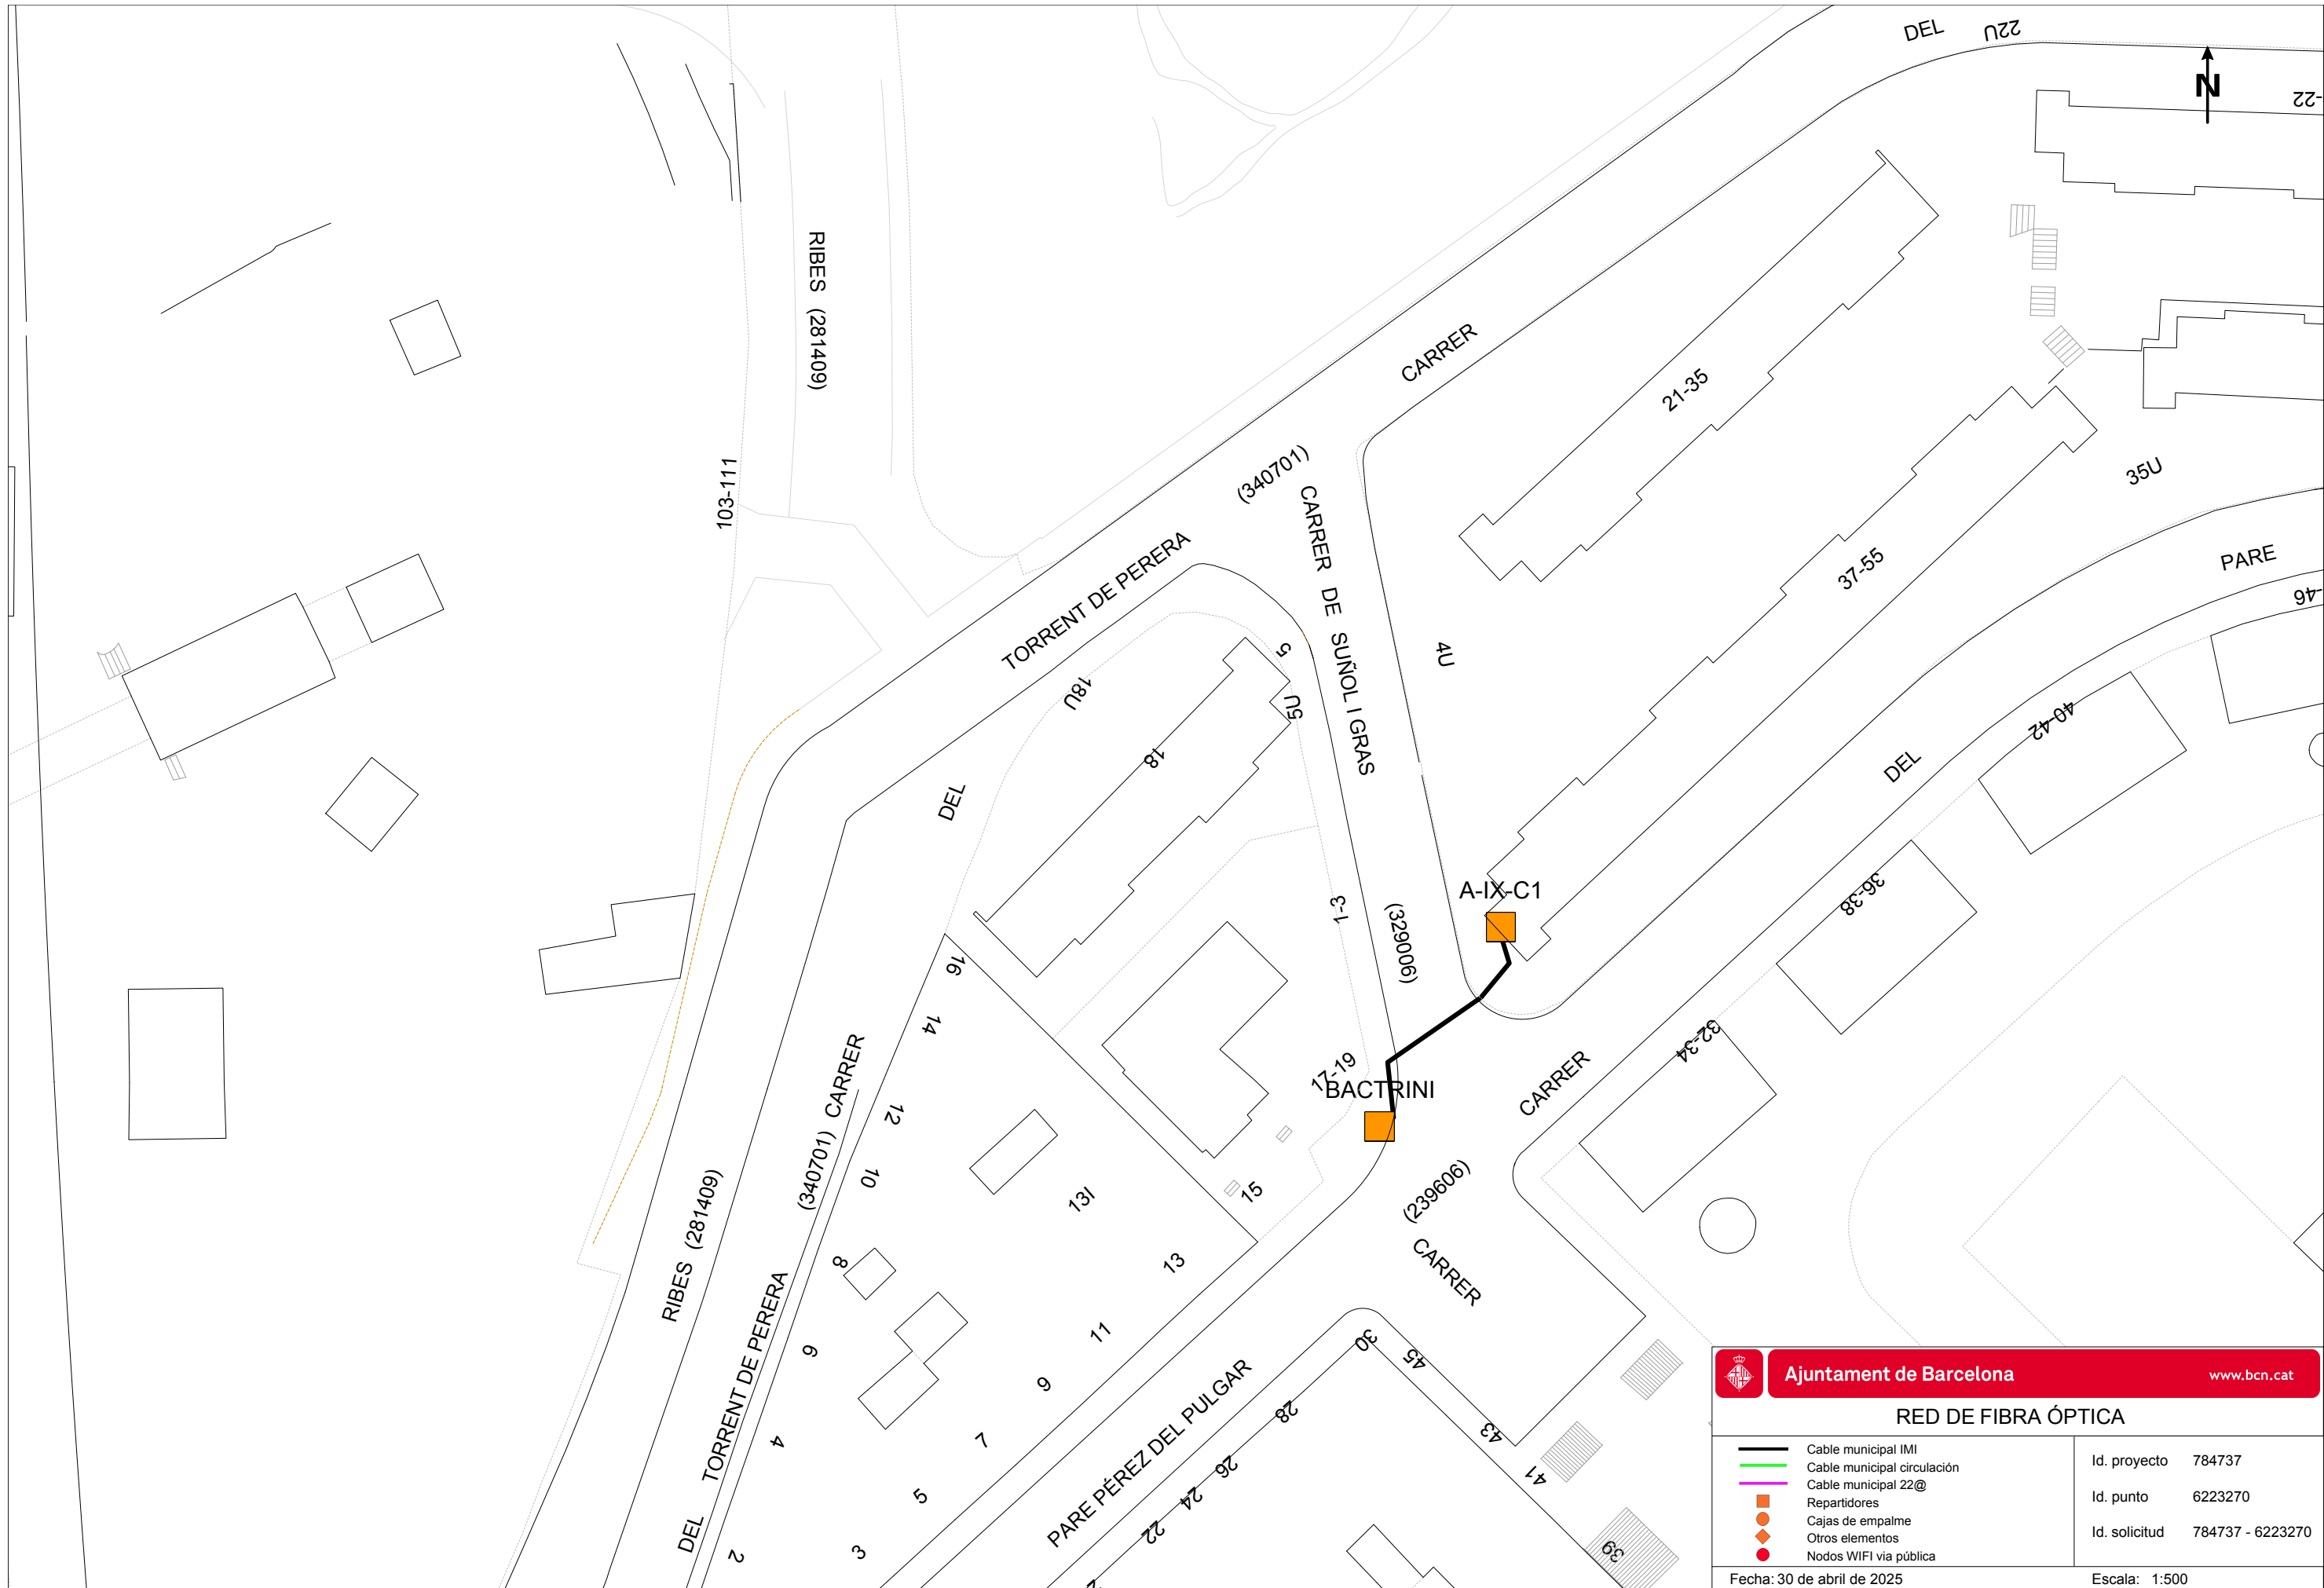 DEL
22U
N
-22
RIBES (281409)
CARRER
21-35
(340701)
103-111
35U
CARRER DE SUÑOL I GRAS
TORRENT DE PERERA
37-55
PARE
-46
5
4U
18U
5U
40-42
18
DEL
DEL
A-IX-C1
36-38
1-3
(329006)
16
14
32-34
17-19
BACTRINI
CARRER
(340701) CARRER
12
10
(239606)
RIBES (281409)
13I
15
CARRER
8
13
DEL TORRENT DE PERERA
6
11
30
45
9
PARE PÉREZ DEL PULGAR
28
4
7
43
26
41
24
5
22
2
3
39
Ajuntament de Barcelona
www.bcn.cat
RED DE FIBRA ÓPTICA
Cable municipal IMI
Cable municipal circulación
Cable municipal 22@
Repartidores
Cajas de empalme
Otros elementos
Nodos WIFI via pública
Id. proyecto 784737
Id. punto 6223270
Id. solicitud 784737 - 6223270
Fecha: 30 de abril de 2025
Escala: 1:500